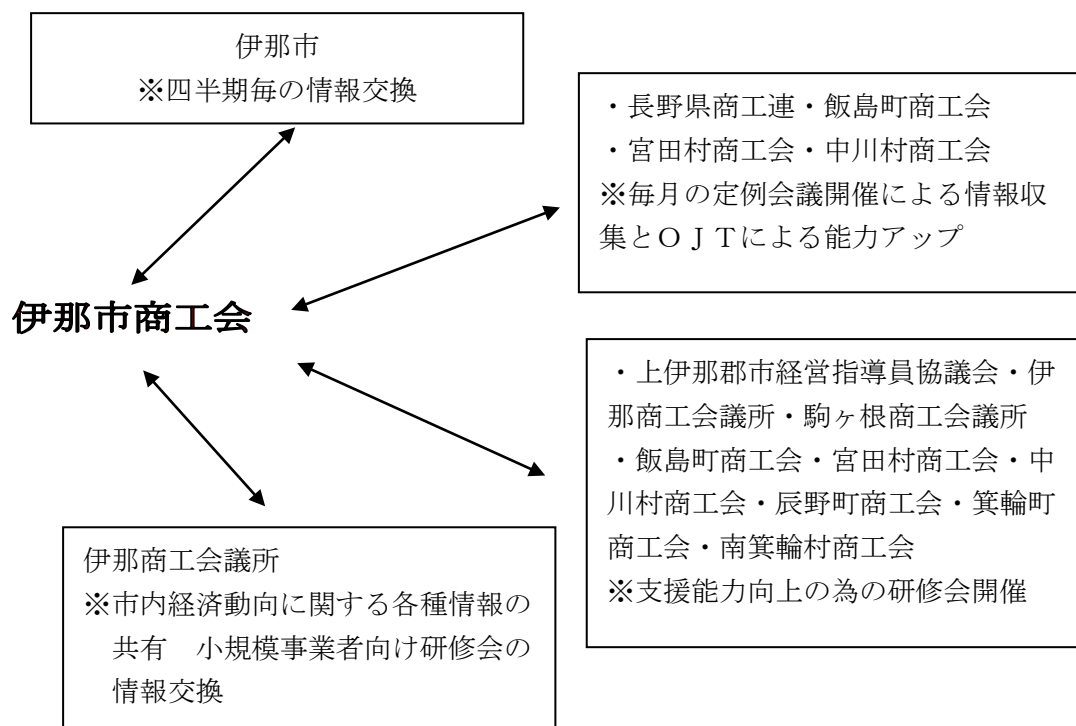 伊那市
※四半期毎の情報交換
・長野県商工連・飯島町商工会
・宮田村商工会・中川村商工会
※毎月の定例会議開催による情報収
集とＯＪＴによる能力アップ
伊那市商工会
・上伊那郡市経営指導員協議会・伊
那商工会議所・駒ヶ根商工会議所
・飯島町商工会・宮田村商工会・中
川村商工会・辰野町商工会・箕輪町
商工会・南箕輪村商工会
※支援能力向上の為の研修会開催
伊那商工会議所
※市内経済動向に関する各種情報の
共有　小規模事業者向け研修会の
情報交換